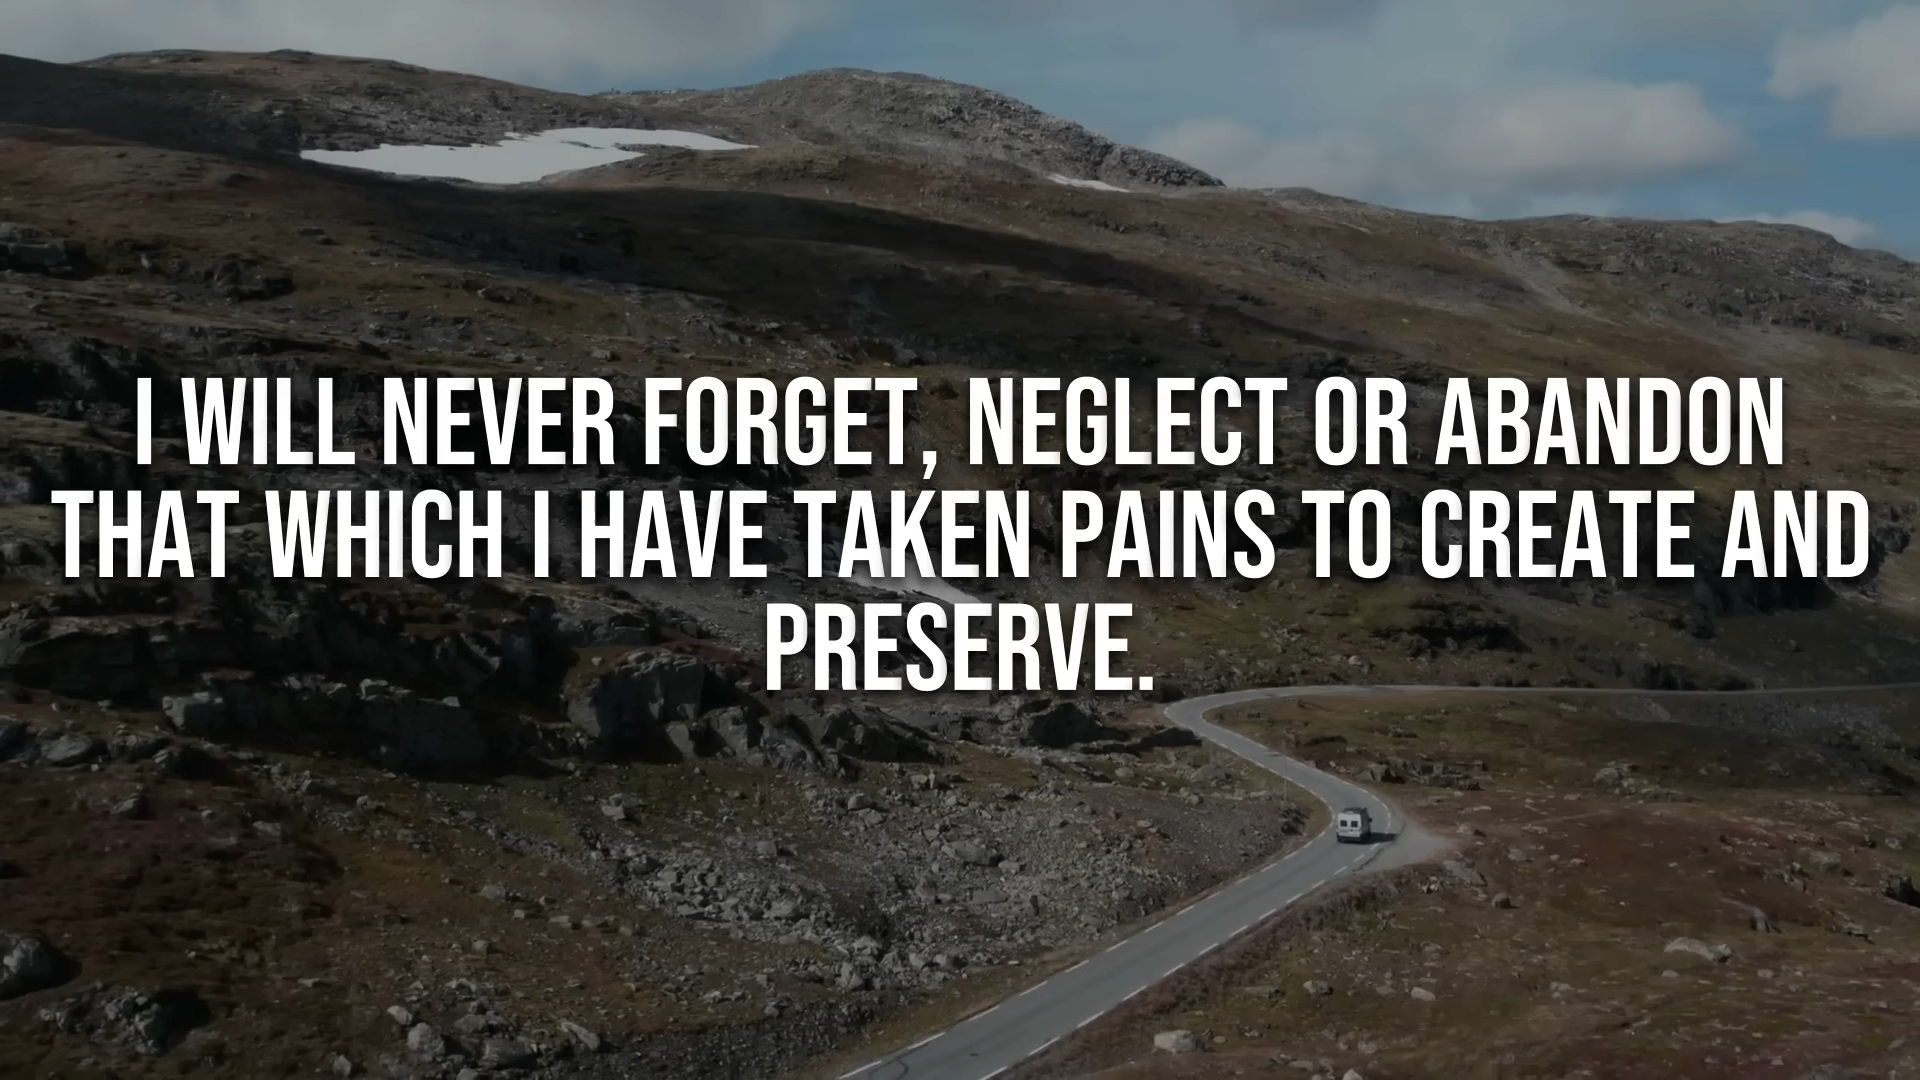 I WILL NEVER FORGET, NEGLECT OR ABANDON
THAT WHICH I HAVE TAKEN PAINS TO CREATE AND
PRESERVE.